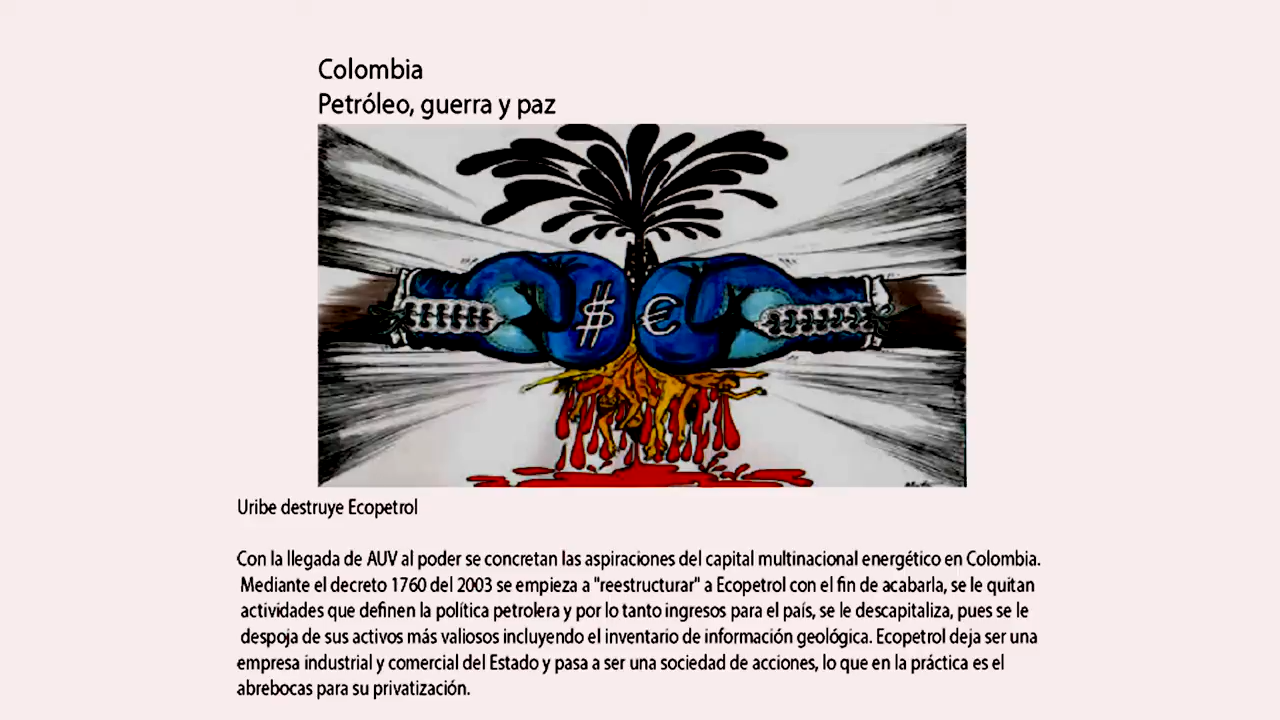 Colombia
Petróleo, guerra y paz
$ €
Uribe destruye Ecopetrol
Con la llegada de AUV al poder se concretan las aspiraciones del capital multinacional energético en Colombia.
Mediante el decreto 1760 del 2003 se empieza a "reestructurar" a Ecopetrol con el fin de acabarla, se le quitan
actividades que definen la política petrolera y por lo tanto ingresos para el país, se le descapitaliza, pues se le
despoja de sus activos más valiosos incluyendo el inventario de información geológica. Ecopetrol deja ser una
empresa industrial y comercial del Estado y pasa a ser una sociedad de acciones, lo que en la práctica es el
abrebocas para su privatización.